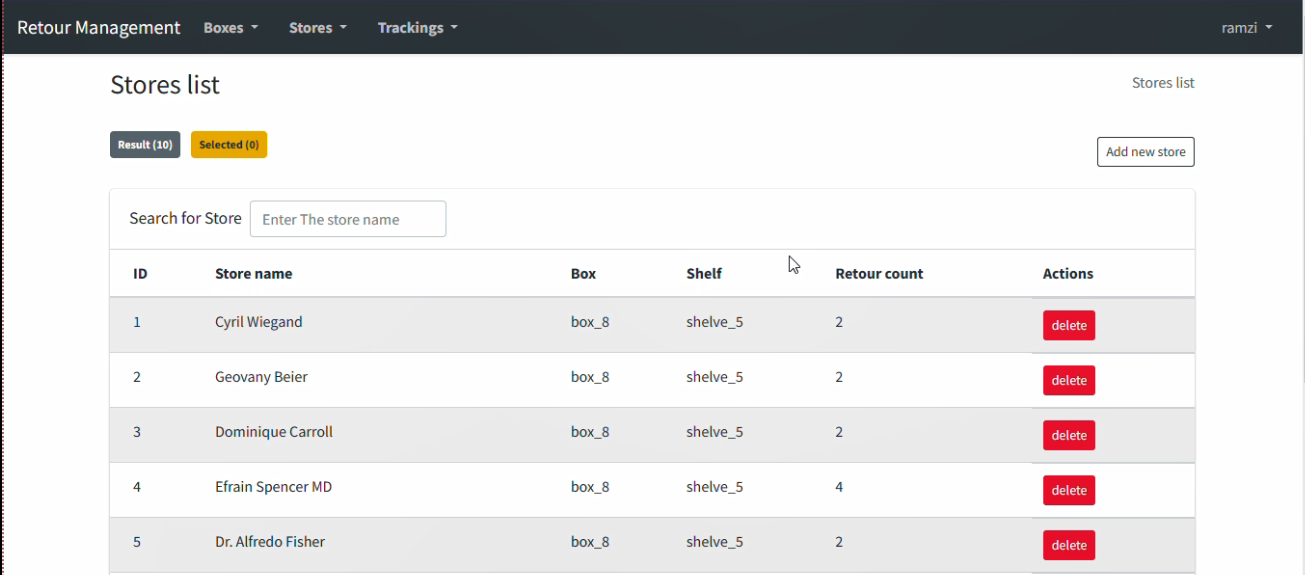 Retour Management Boxes Stores Trackings ramzi
Stores list Stores list
Result (10) Selected (0) Add new store
Search for Store Enter The store name
ID Store name Box Shelf Retour count Actions
1 Cyril Wiegand box_8 shelve_5 2 delete
2 Geovany Beier box_8 shelve_5 2 delete
3 Dominique Carroll box_8 shelve_5 2 delete
4 Efrain Spencer MD box_8 shelve_5 4 delete
5 Dr. Alfredo Fisher box_8 shelve_5 2 delete